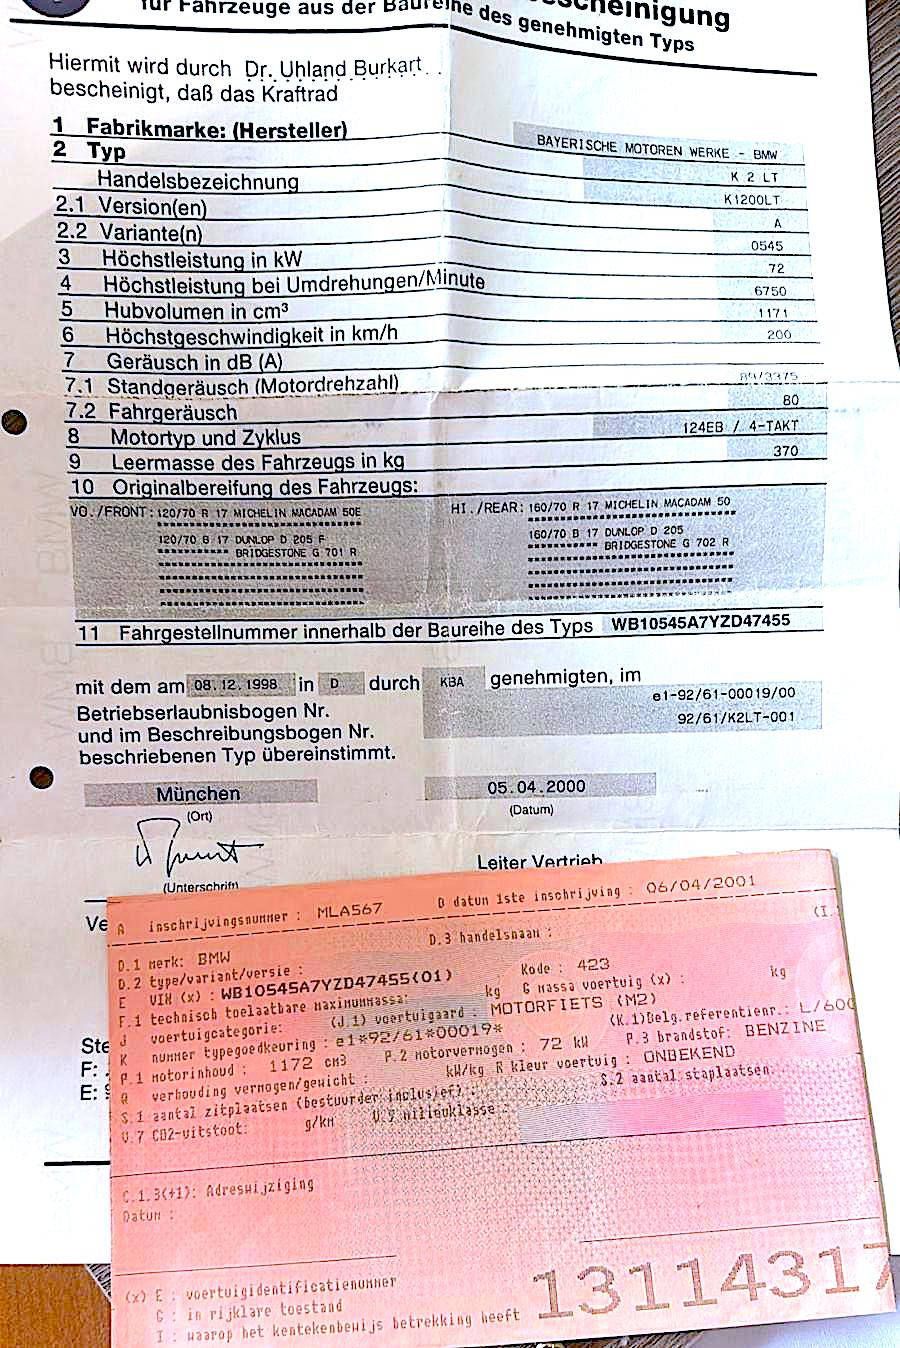 für Fahrzeuge aus der Baureihe des genehmigten Typs
Hiermit wird durch Dr. Uhland Burkart
bescheinigt, daß das Kraftrad
1 Fabrikmarke: (Hersteller) BAYERISCHE MOTOREN WERKE - BMW
2 Typ K 2 LT
Handelsbezeichnung K1200LT
2.1 Version(en) A
2.2 Variante(n) 0545
3 Höchstleistung in kW 72
4 Höchstleistung bei Umdrehungen/Minute 6750
5 Hubvolumen in cm³ 1171
6 Höchstgeschwindigkeit in km/h 200
7 Geräusch in dB (A)
7.1 Standgeräusch (Motordrehzahl) 89/3375
7.2 Fahrgeräusch 80
8 Motortyp und Zyklus 124EB / 4-TAKT
9 Leermasse des Fahrzeugs in kg 370
10 Originalbereifung des Fahrzeugs:
VO./FRONT: 120/70 R 17 MICHELIN MACADAM 50E HI./REAR: 160/70 R 17 MICHELIN MACADAM 50
120/70 B 17 DUNLOP D 205 F 160/70 B 17 DUNLOP D 205
BRIDGESTONE G 701 R BRIDGESTONE G 702 R
11 Fahrgestellnummer innerhalb der Baureihe des Typs WB10545A7YZD47455
mit dem am 08.12.1998 in D durch KBA genehmigten, im
Betriebserlaubnisbogen Nr. e1-92/61-00019/00
und im Beschreibungsbogen Nr. 92/61/K2LT-001
beschriebenen Typ übereinstimmt.
München 05.04.2000
(Ort) (Datum)
Leiter Vertrieb
(Unterschrift)
Ve
Ste
F:
E:
A inschrijvingsnummer : MLA567 B datum 1ste inschrijving : 06/04/2001
D.1 merk: BMW D.3 handelsnaam : (I.
D.2 type/variant/versie :
E VIN (x) : WB10545A7YZD47455(01) Kode : 423
F.1 technisch toelaatbare maximummassa: kg G massa voertuig (x) : kg
J voertuigcategorie: (J.1) voertuigaard : MOTORFIETS (M2)
K nummer typegoedkeuring : e1*92/61*00019* (K.1)Belg.referentienr.: L/600
P.1 motorinhoud : 1172 cm3 P.2 motorvermogen : 72 kW P.3 brandstof: BENZINE
Q verhouding vermogen/gewicht : kW/kg R kleur voertuig : ONBEKEND
S.1 aantal zitplaatsen (bestuurder inclusief) : S.2 aantal staplaatsen:
V.7 CO2-uitstoot: g/km V.9 milieuklasse :
C.1.3(+1): Adreswijziging
Datum :
(x) E : voertuigidentificatienummer
G : in rijklare toestand
I : waarop het kentekenbewijs betrekking heeft
13114317